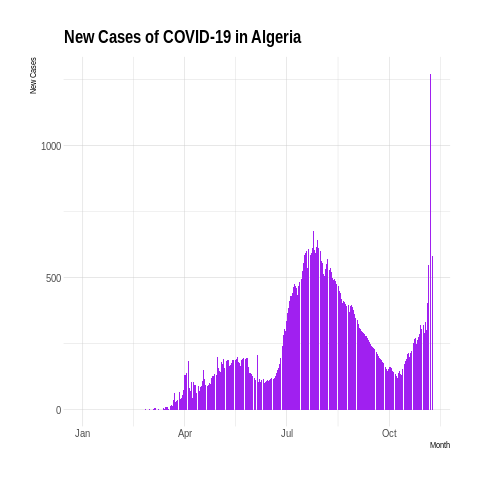 New Cases of COVID-19 in Algeria
New Cases
1000
500
0
Jan Apr Jul Oct
Month